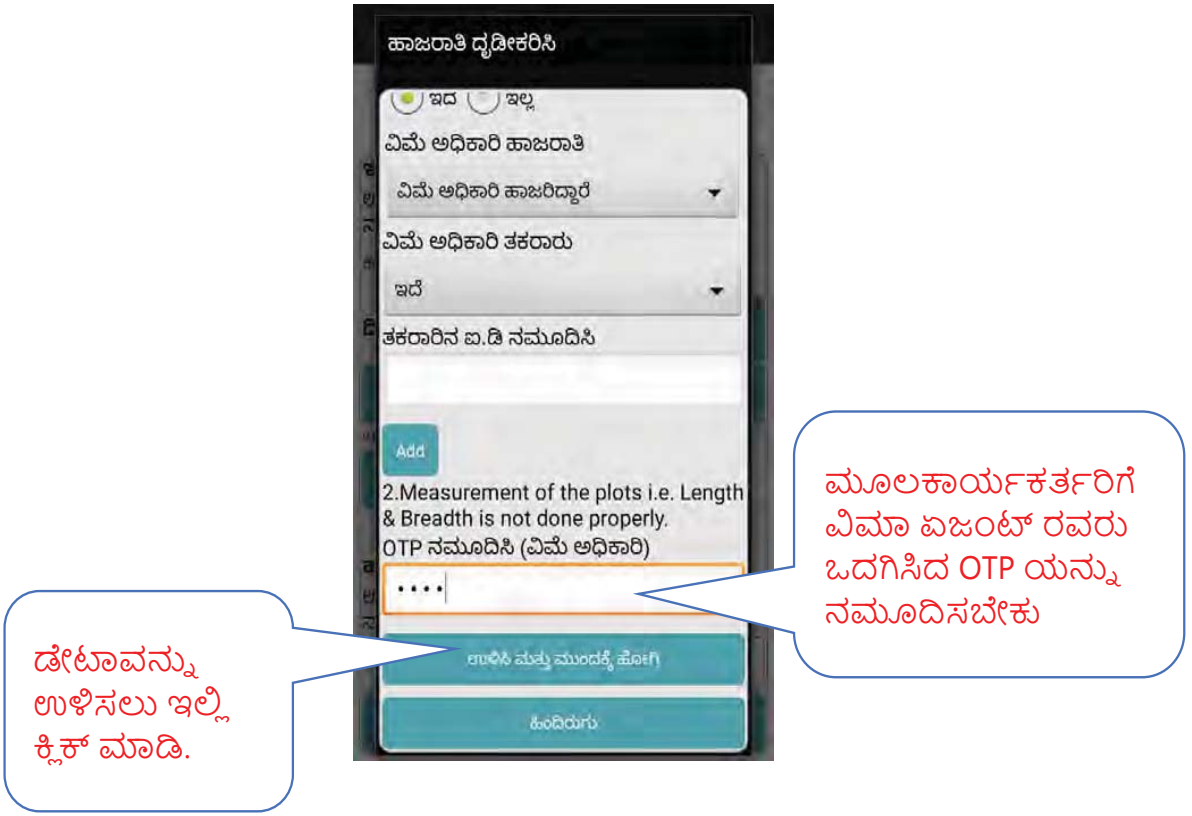 ಹಾಜರಾತಿ ದೃಡೀಕರಿಸಿ
ಇದೆ ಇಲ್ಲ
ವಿಮೆ ಅಧಿಕಾರಿ ಹಾಜರಾತಿ
ವಿಮೆ ಅಧಿಕಾರಿ ಹಾಜರಿದ್ದಾರೆ
ವಿಮೆ ಅಧಿಕಾರಿ ತಕರಾರು
ಇದೆ
ತಕರಾರಿನ ಐ.ಡಿ ನಮೂದಿಸಿ
Add
2.Measurement of the plots i.e. Length
& Breadth is not done properly.
OTP ನಮೂದಿಸಿ (ವಿಮೆ ಅಧಿಕಾರಿ)
ಉಳಿಸಿ ಮತ್ತು ಮುಂದಕ್ಕೆ ಹೋಗಿ
ಹಿಂದಿರುಗು
ಮೂಲಕಾರ್ಯಕರ್ತರಿಗೆ
ವಿಮಾ ಏಜಂಟ್ ರವರು
ಒದಗಿಸಿದ OTP ಯನ್ನು
ನಮೂದಿಸಬೇಕು
ಡೇಟಾವನ್ನು
ಉಳಿಸಲು ಇಲ್ಲಿ
ಕ್ಲಿಕ್ ಮಾಡಿ.